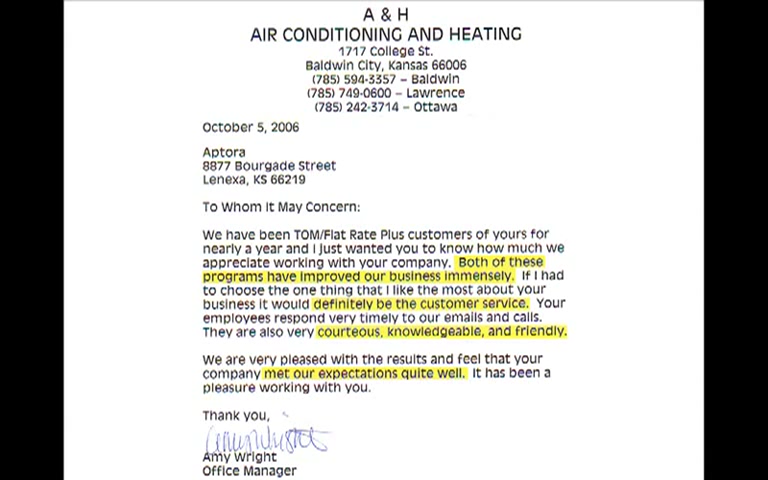 A & H
AIR CONDITIONING AND HEATING
1717 College St.
Baldwin City, Kansas 66006
(785) 594-3357 – Baldwin
(785) 749-0600 – Lawrence
(785) 242-3714 – Ottawa
October 5, 2006
Aptora
8877 Bourgade Street
Lenexa, KS 66219
To Whom It May Concern:
We have been TOM/Flat Rate Plus customers of yours for
nearly a year and I just wanted you to know how much we
appreciate working with your company. Both of these
programs have improved our business immensely. If I had
to choose the one thing that I like the most about your
business it would definitely be the customer service. Your
employees respond very timely to our emails and calls.
They are also very courteous, knowledgeable, and friendly.
We are very pleased with the results and feel that your
company met our expectations quite well. It has been a
pleasure working with you.
Thank you,
Amy Wright
Amy Wright
Office Manager